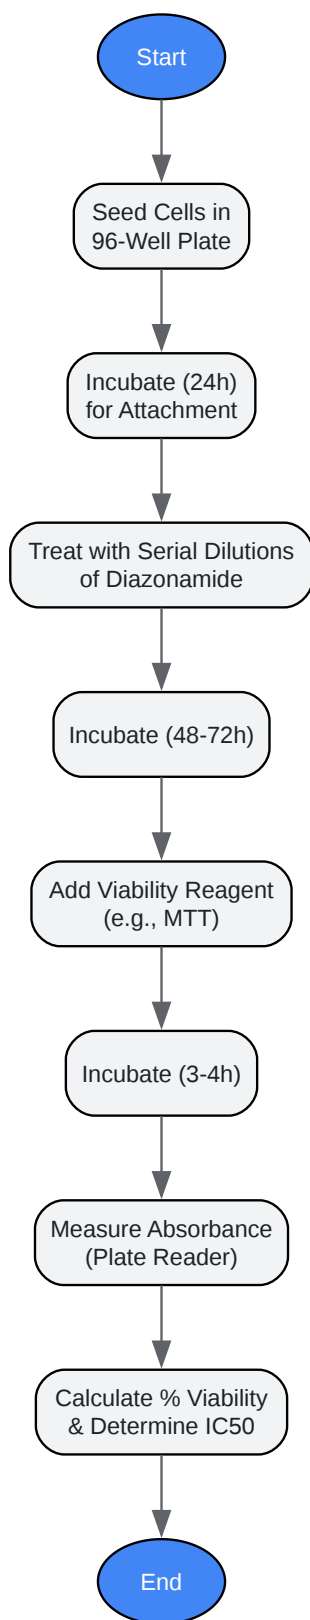 Start
Seed Cells in
96-Well Plate
Incubate (24h)
for Attachment
Treat with Serial Dilutions
of Diazonamide
Incubate (48-72h)
Add Viability Reagent
(e.g., MTT)
Incubate (3-4h)
Measure Absorbance
(Plate Reader)
Calculate % Viability
& Determine IC50
End